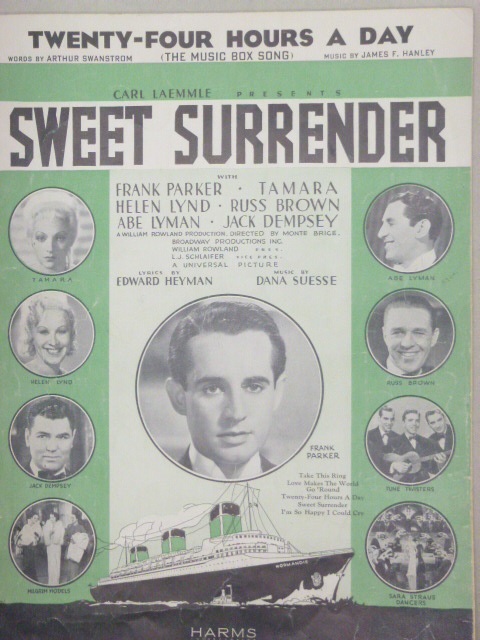 TWENTY-FOUR HOURS A DAY
WORDS BY ARTHUR SWANSTROM (THE MUSIC BOX SONG) MUSIC BY JAMES F. HANLEY
CARL LAEMMLE PRESENTS
SWEET SURRENDER
WITH
FRANK PARKER · TAMARA
HELEN LYND · RUSS BROWN
ABE LYMAN · JACK DEMPSEY
A WILLIAM ROWLAND PRODUCTION, DIRECTED BY MONTE BRICE,
BROADWAY PRODUCTIONS INC.
WILLIAM ROWLAND PRES.
L.J. SCHLAIFER VICE PRES.
A UNIVERSAL PICTURE
LYRICS BY MUSIC BY
EDWARD HEYMAN DANA SUESSE
TAMARA
HELEN LYND
JACK DEMPSEY
MILGRIM MODELS
ABE LYMAN
RUSS BROWN
TUNE TWISTERS
SARA STRAUS
DANCERS
FRANK
PARKER
Take This Ring
Love Makes The World
Go 'Round
Twenty-Four Hours A Day
Sweet Surrender
I'm So Happy I Could Cry
NORMANDIE
HARMS